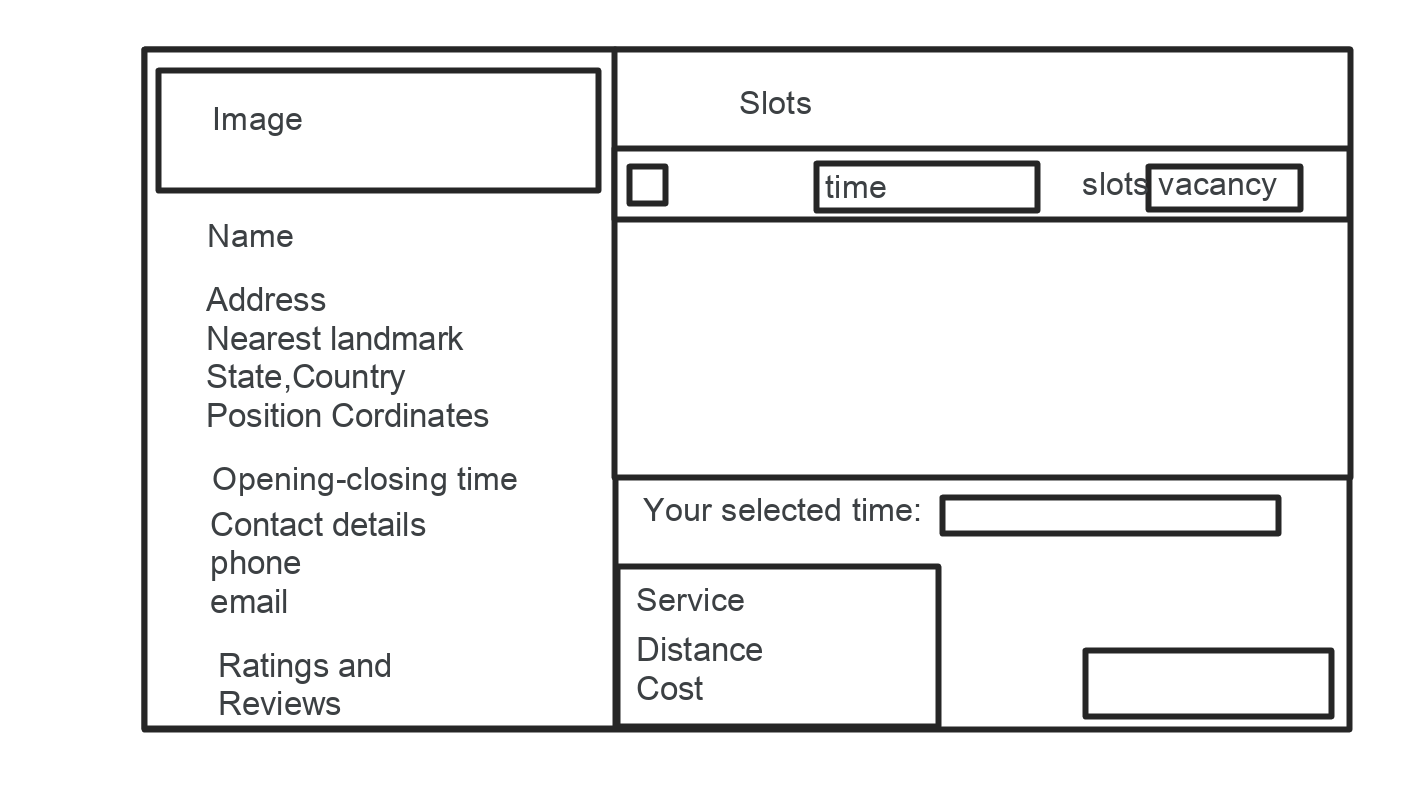 Image
Name
Address
Nearest landmark
State,Country
Position Cordinates
Opening-closing time
Contact details
phone
email
Ratings and
Reviews
Slots
time slots vacancy
Your selected time:
Service
Distance
Cost